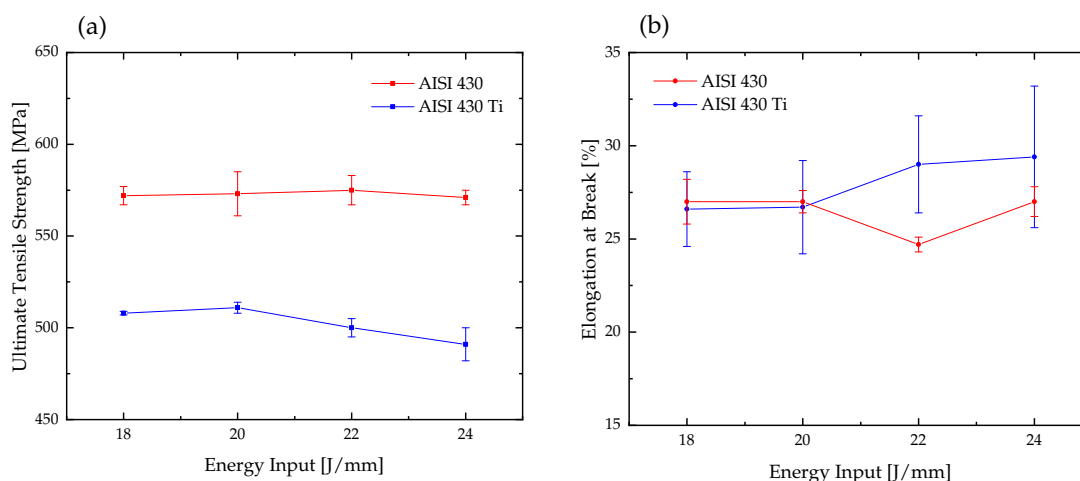 (a)
650
600
550
500
450
Ultimate Tensile Strength [MPa]
AISI 430
AISI 430 Ti
18 20 22 24
Energy Input [J/mm]
(b)
35
30
25
20
15
Elongation at Break [%]
AISI 430
AISI 430 Ti
18 20 22 24
Energy Input [J/mm]